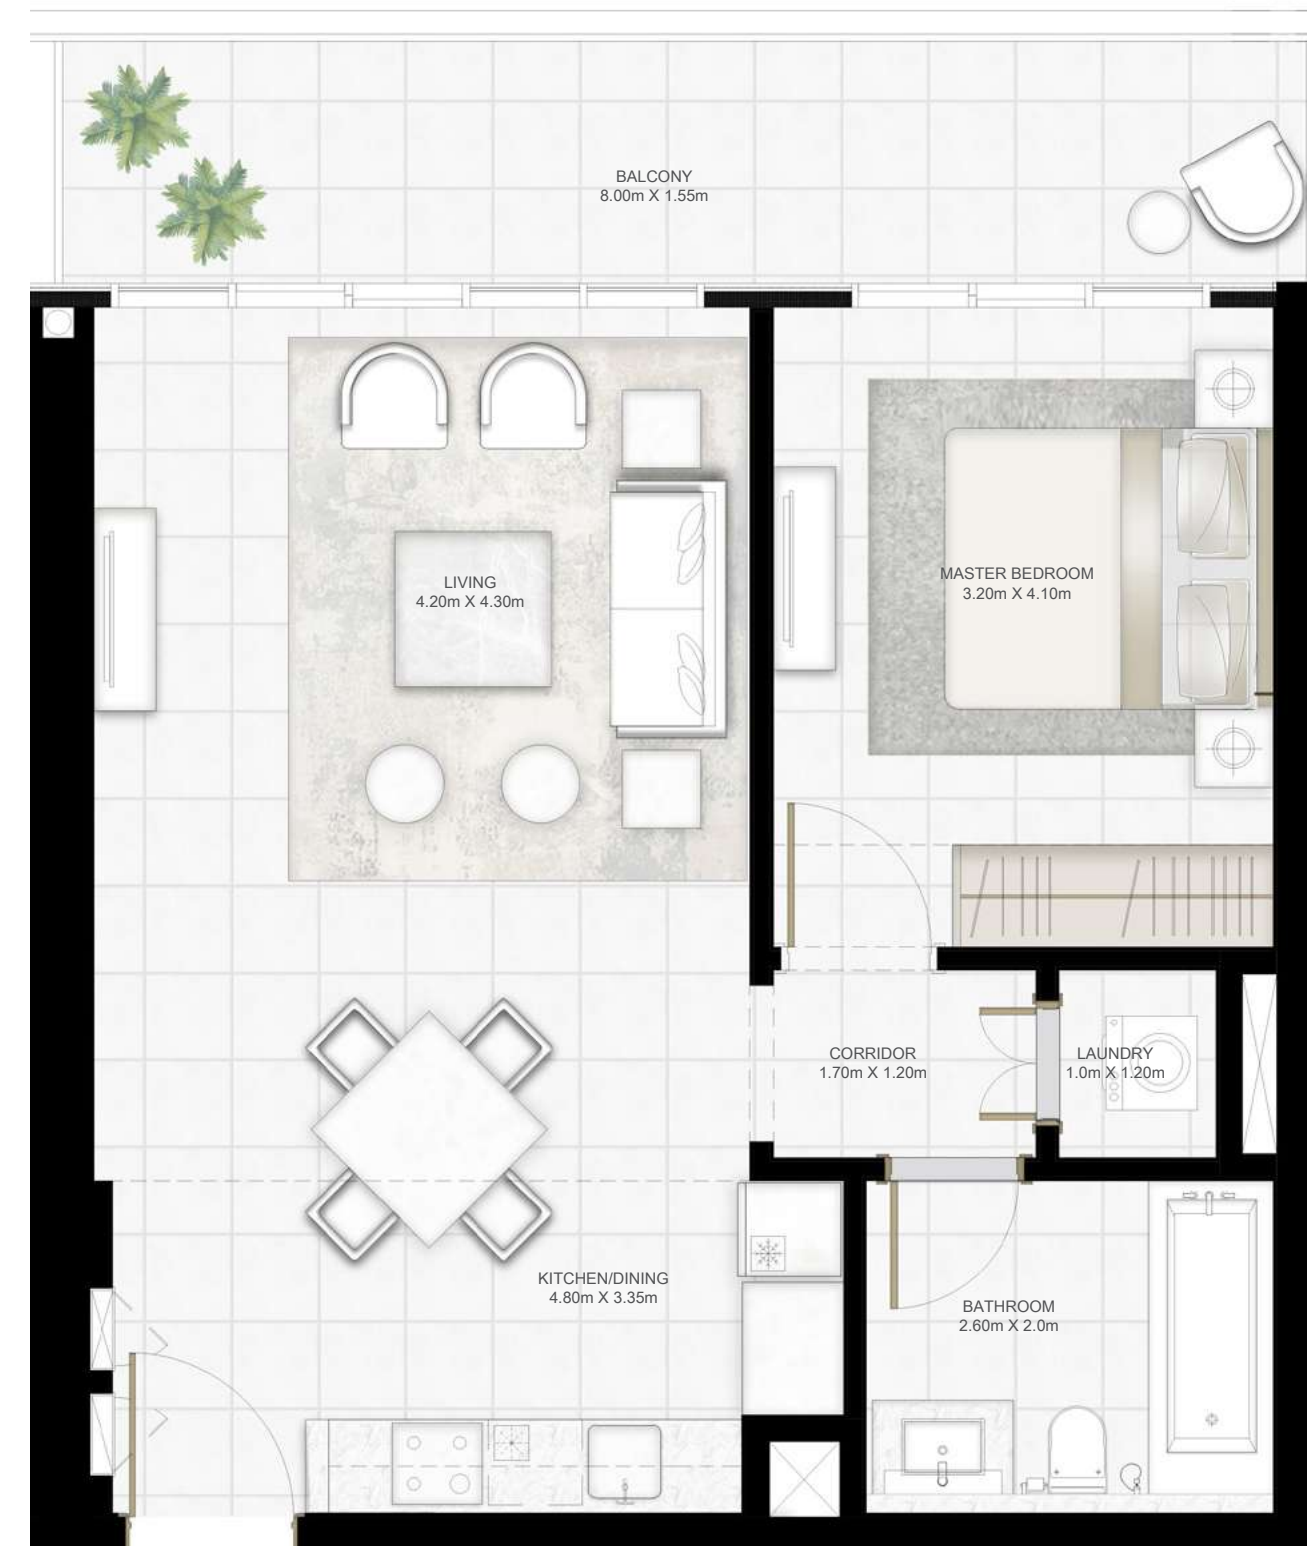 BALCONY
8.00m X 1.55m
LIVING
4.20m X 4.30m
MASTER BEDROOM
3.20m X 4.10m
CORRIDOR
1.70m X 1.20m
LAUNDRY
1.0m X 1.20m
KITCHEN/DINING
4.80m X 3.35m
BATHROOM
2.60m X 2.0m